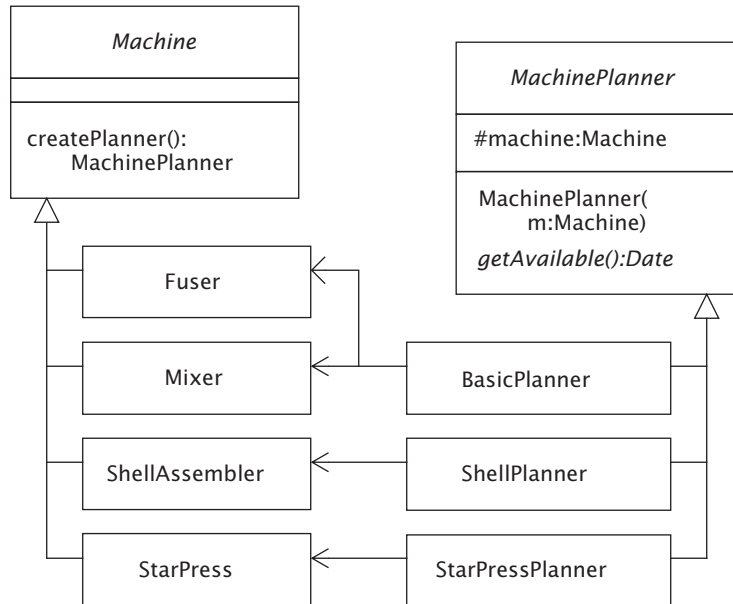 Machine
createPlanner():
MachinePlanner
MachinePlanner
#machine:Machine
MachinePlanner(
m:Machine)
getAvailable():Date
Fuser
Mixer
BasicPlanner
ShellAssembler
ShellPlanner
StarPress
StarPressPlanner